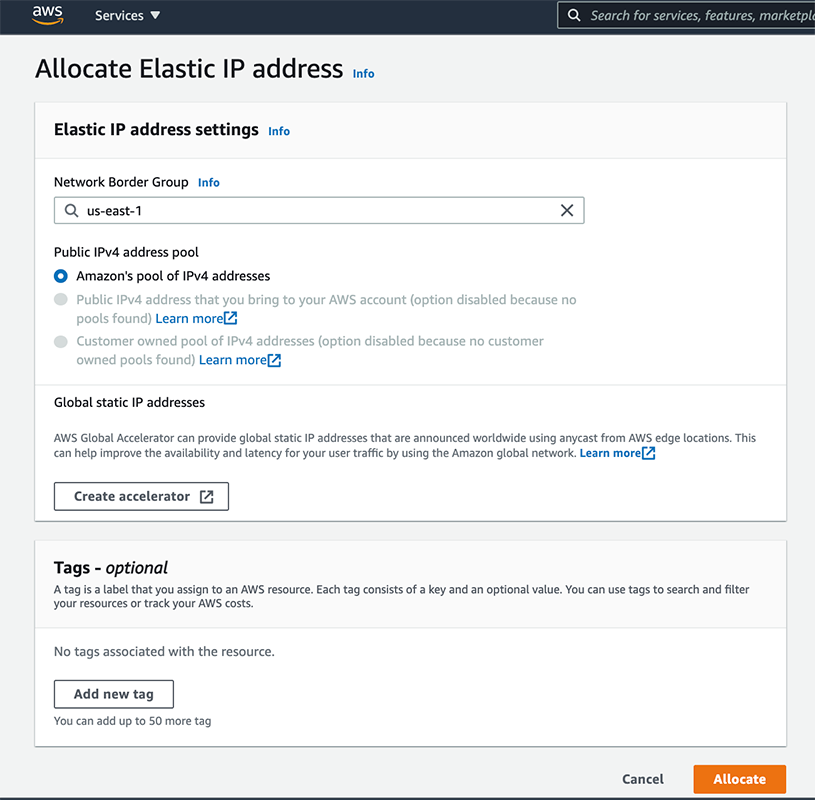 aws
Services ▼
Search for services, features, marketpl
Allocate Elastic IP address Info
Elastic IP address settings Info
Network Border Group Info
us-east-1
Public IPv4 address pool
Amazon's pool of IPv4 addresses
Public IPv4 address that you bring to your AWS account (option disabled because no
pools found) Learn more
Customer owned pool of IPv4 addresses (option disabled because no customer
owned pools found) Learn more
Global static IP addresses
AWS Global Accelerator can provide global static IP addresses that are announced worldwide using anycast from AWS edge locations. This
can help improve the availability and latency for your user traffic by using the Amazon global network. Learn more
Create accelerator
Tags - optional
A tag is a label that you assign to an AWS resource. Each tag consists of a key and an optional value. You can use tags to search and filter
your resources or track your AWS costs.
No tags associated with the resource.
Add new tag
You can add up to 50 more tag
Cancel
Allocate